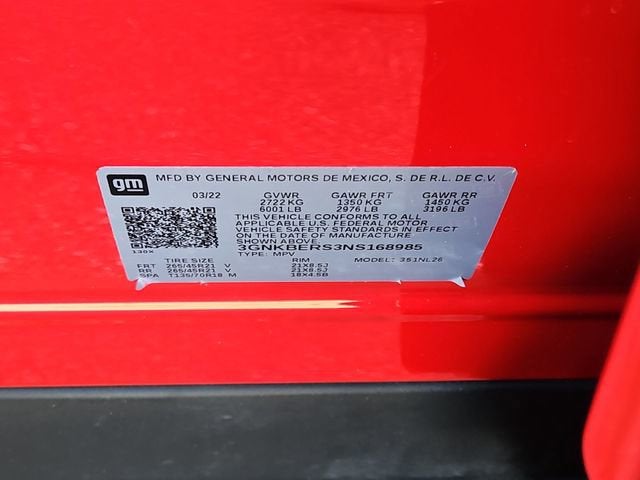 gm MFD BY GENERAL MOTORS DE MEXICO, S. DE R.L. DE C.V.
03/22 GVWR GAWR FRT GAWR RR
2722 KG 1350 KG 1450 KG
6001 LB 2976 LB 3196 LB
THIS VEHICLE CONFORMS TO ALL
APPLICABLE U.S. FEDERAL MOTOR
VEHICLE SAFETY STANDARDS IN EFFECT
ON THE DATE OF MANUFACTURE
SHOWN ABOVE.
3GNKBERS3NS168985
130X TYPE: MPV MODEL: 351NL26
TIRE SIZE RIM
FRT 265/45R21 V 21X8.5J
RR 265/45R21 V 21X8.5J
SPA T135/70R18 M 18X4.5B